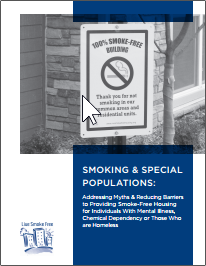 100% SMOKE-FREE
BUILDING
Thank you for not
smoking in our
common areas and
residential units.
SMOKING & SPECIAL
POPULATIONS:
Addressing Myths & Reducing Barriers
to Providing Smoke-Free Housing
for Individuals With Mental Illness,
Chemical Dependency or Those Who
are Homeless
Live Smoke Free